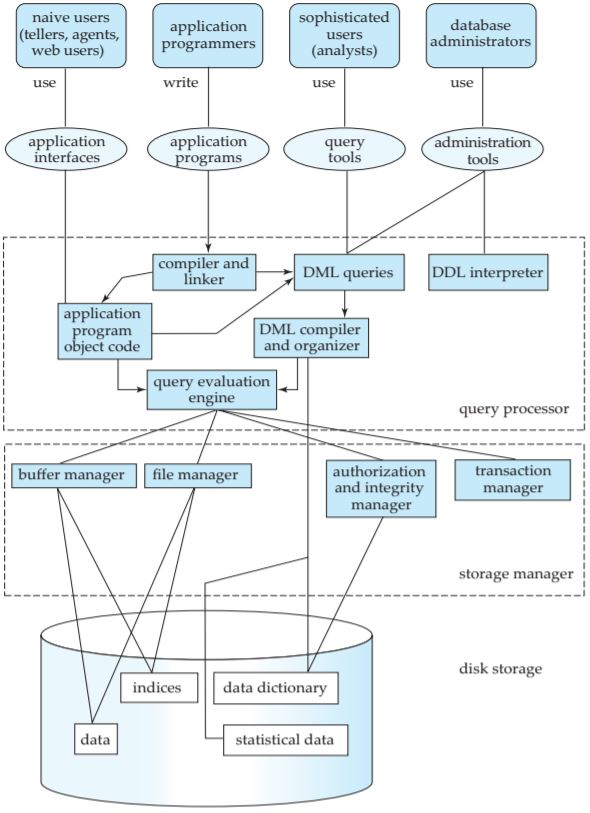 naive users
(tellers, agents,
web users)
application
programmers
sophisticated
users
(analysts)
database
administrators
use
write
use
use
application
interfaces
application
programs
query
tools
administration
tools
compiler and
linker
DML queries
DDL interpreter
application
program
object code
DML compiler
and organizer
query evaluation
engine
query processor
buffer manager
file manager
authorization
and integrity
manager
transaction
manager
storage manager
disk storage
indices
data dictionary
data
statistical data